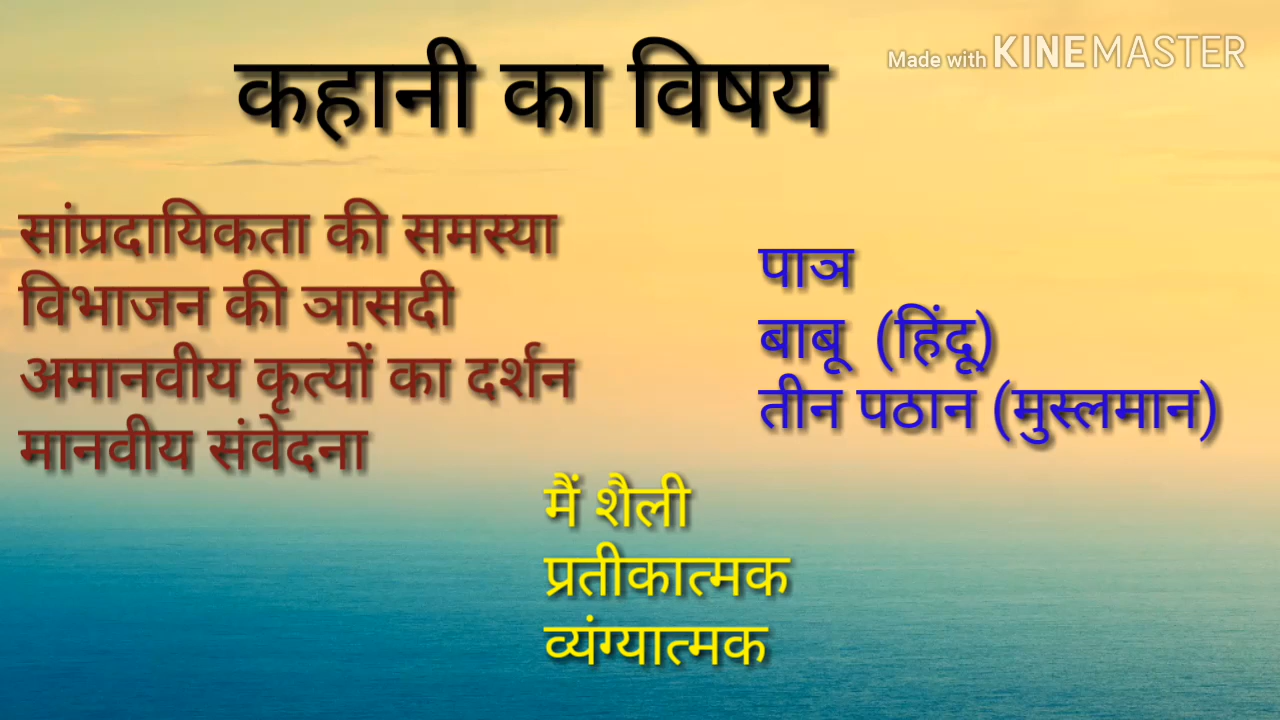 कहानी का विषय
Made with KINEMASTER
सांप्रदायिकता की समस्या
विभाजन की ञासदी
अमानवीय कृत्यों का दर्शन
मानवीय संवेदना
पाञ
बाबू (हिंदू)
तीन पठान (मुस्लमान)
मैं शैली
प्रतीकात्मक
व्यंग्यात्मक